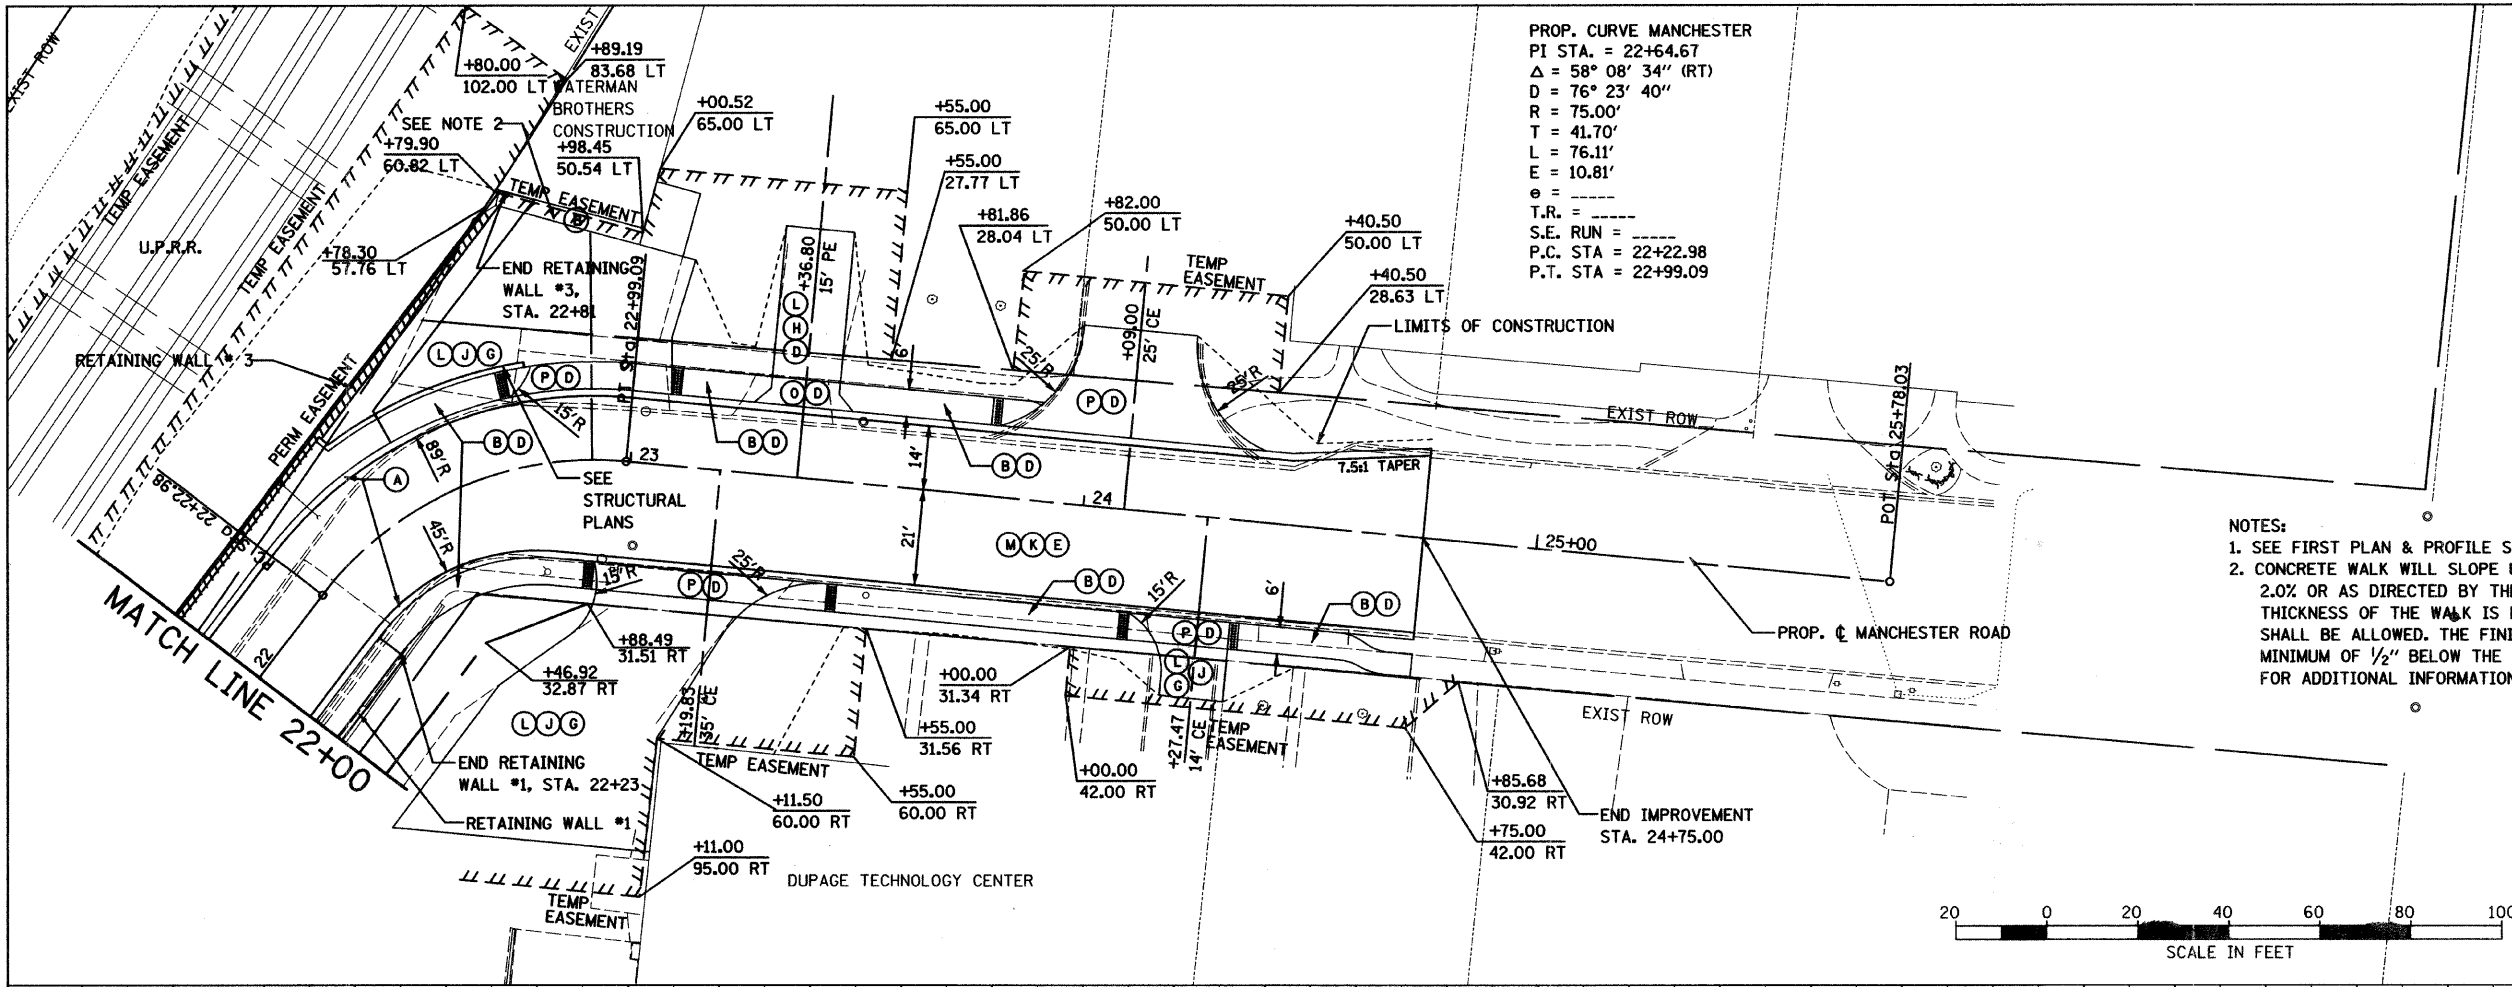 EXIST ROW
TEMP EASEMENT
U.P.R.R.
TEMP EASEMENT
EXIST
+80.00
102.00 LT
+89.19
83.68 LT
WATERMAN
BROTHERS
CONSTRUCTION
SEE NOTE 2
+79.90
60.82 LT
+98.45
50.54 LT
+00.52
65.00 LT
TEMP EASEMENT
+78.30
57.76 LT
END RETAINING
WALL #3,
STA. 22+81
PT Sta 22+99.09
+36.80
15' PE
L
H
D
+55.00
65.00 LT
+55.00
27.77 LT
+81.86
28.04 LT
+82.00
50.00 LT
TEMP
EASEMENT
+09.00
25' CE
+40.50
50.00 LT
+40.50
28.63 LT
LIMITS OF CONSTRUCTION
PROP. CURVE MANCHESTER
PI STA. = 22+64.67
Δ = 58° 08' 34" (RT)
D = 76° 23' 40"
R = 75.00'
T = 41.70'
L = 76.11'
E = 10.81'
e = _____
T.R. = _____
S.E. RUN = _____
P.C. STA = 22+22.98
P.T. STA = 22+99.09
RETAINING WALL # 3
PERM EASEMENT
L J G
P D
O D
6'
25'R
P D
25'R
EXIST ROW
POT Sta 25+78.03
15'R
89'R
B D
B D
B D
A
14'
23
24
25+00
7.5:1 TAPER
SEE
STRUCTURAL
PLANS
PC Sta 22+22.98
45'R
21'
M K E
15'R
P D
25'R
B D
15'R
P D
6'
B D
L
J
G
PROP. ℄ MANCHESTER ROAD
MATCH LINE 22+00
22
+88.49
31.51 RT
+46.92
32.87 RT
L J G
+19.83
35' CE
+00.00
31.34 RT
+55.00
31.56 RT
+27.47
14' CE
TEMP
EASEMENT
EXIST ROW
END RETAINING
WALL #1, STA. 22+23
TEMP EASEMENT
+11.50
60.00 RT
+55.00
60.00 RT
+00.00
42.00 RT
+85.68
30.92 RT
+75.00
42.00 RT
END IMPROVEMENT
STA. 24+75.00
RETAINING WALL #1
+11.00
95.00 RT
DUPAGE TECHNOLOGY CENTER
TEMP
EASEMENT
NOTES:
1. SEE FIRST PLAN & PROFILE S
2. CONCRETE WALK WILL SLOPE
2.0% OR AS DIRECTED BY THE
THICKNESS OF THE WALK IS
SHALL BE ALLOWED. THE FINI
MINIMUM OF 1/2" BELOW THE
FOR ADDITIONAL INFORMATION
20 0 20 40 60 80 100
SCALE IN FEET